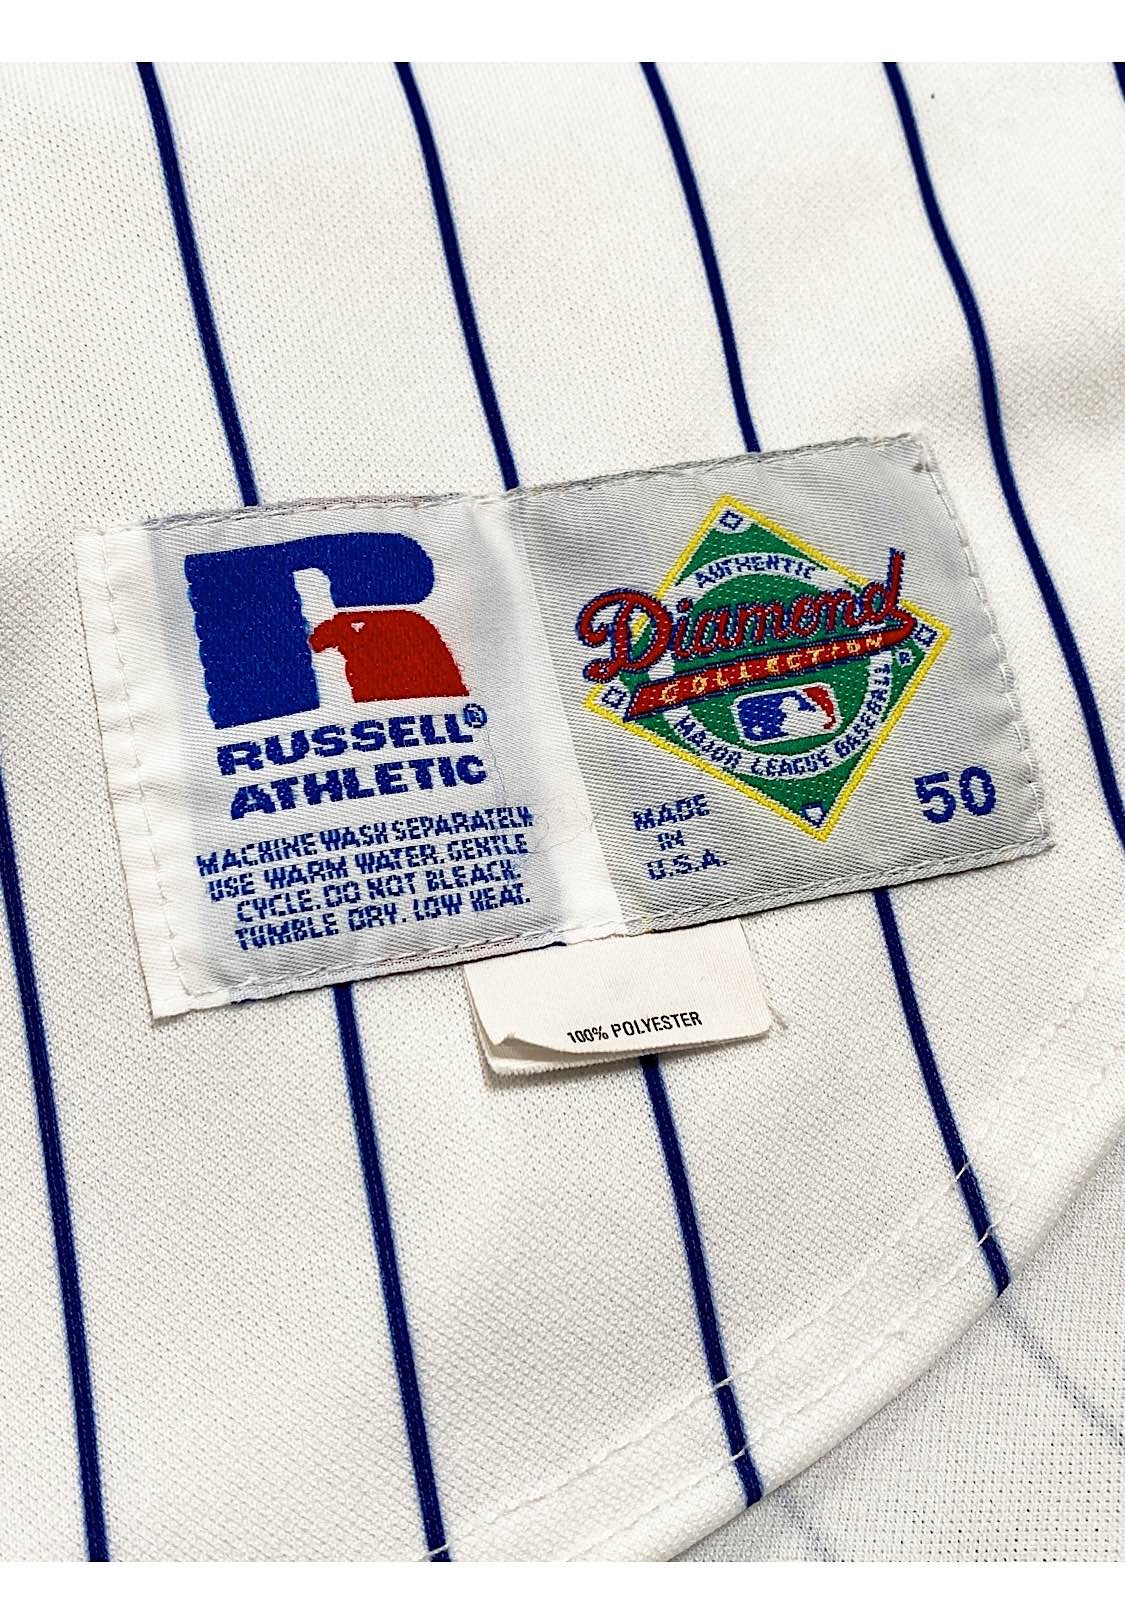 RUSSELL®
ATHLETIC
MACHINE WASH SEPARATELY.
USE WARM WATER. GENTLE
CYCLE. DO NOT BLEACH.
TUMBLE DRY. LOW HEAT.
AUTHENTIC
Diamond
COLLECTION
MAJOR LEAGUE BASEBALL
MADE
IN
U.S.A.
50
100% POLYESTER